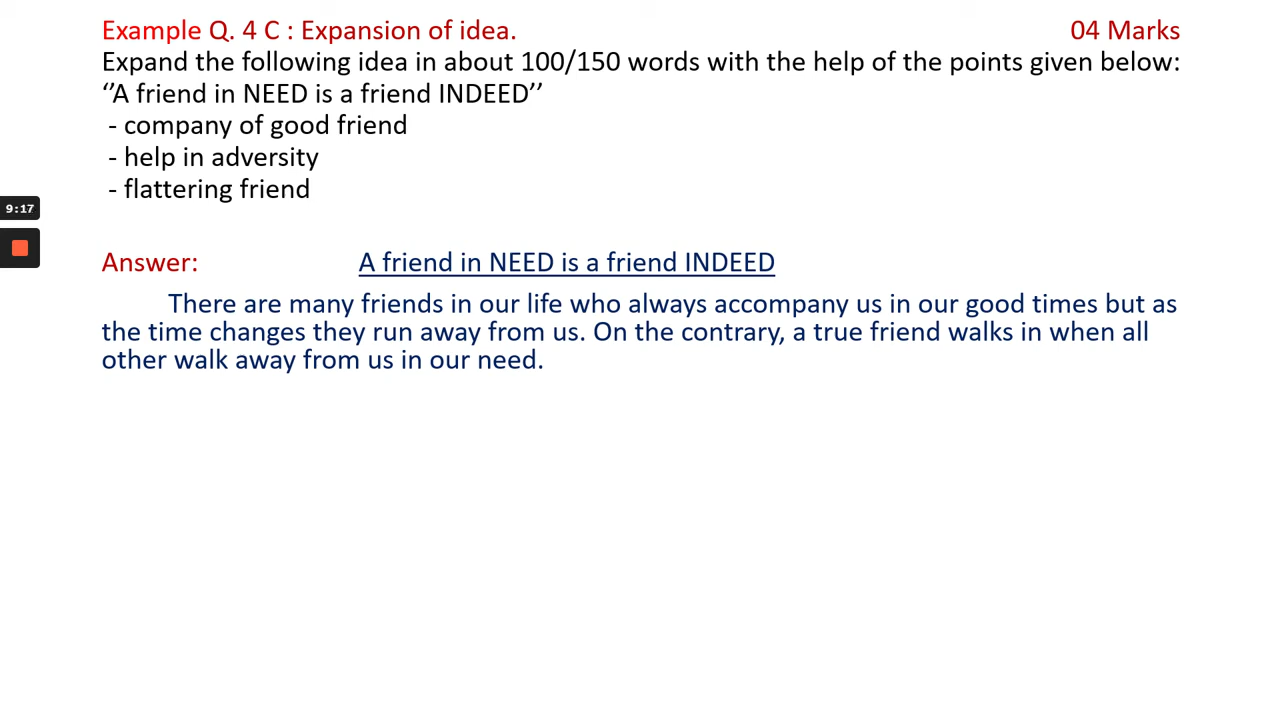 Example Q. 4 C : Expansion of idea. 04 Marks
Expand the following idea in about 100/150 words with the help of the points given below:
‘’A friend in NEED is a friend INDEED’’
- company of good friend
- help in adversity
- flattering friend
9:17
Answer: A friend in NEED is a friend INDEED
There are many friends in our life who always accompany us in our good times but as
the time changes they run away from us. On the contrary, a true friend walks in when all
other walk away from us in our need.